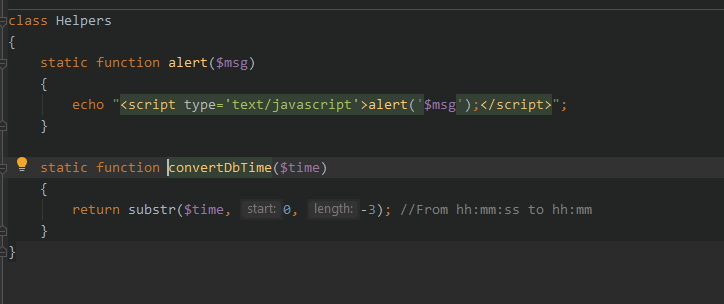 class Helpers
{
    static function alert($msg)
    {
        echo "<script type='text/javascript'>alert('$msg');</script>";
    }

    static function convertDbTime($time)
    {
        return substr($time, start: 0, length: -3); //From hh:mm:ss to hh:mm
    }
}